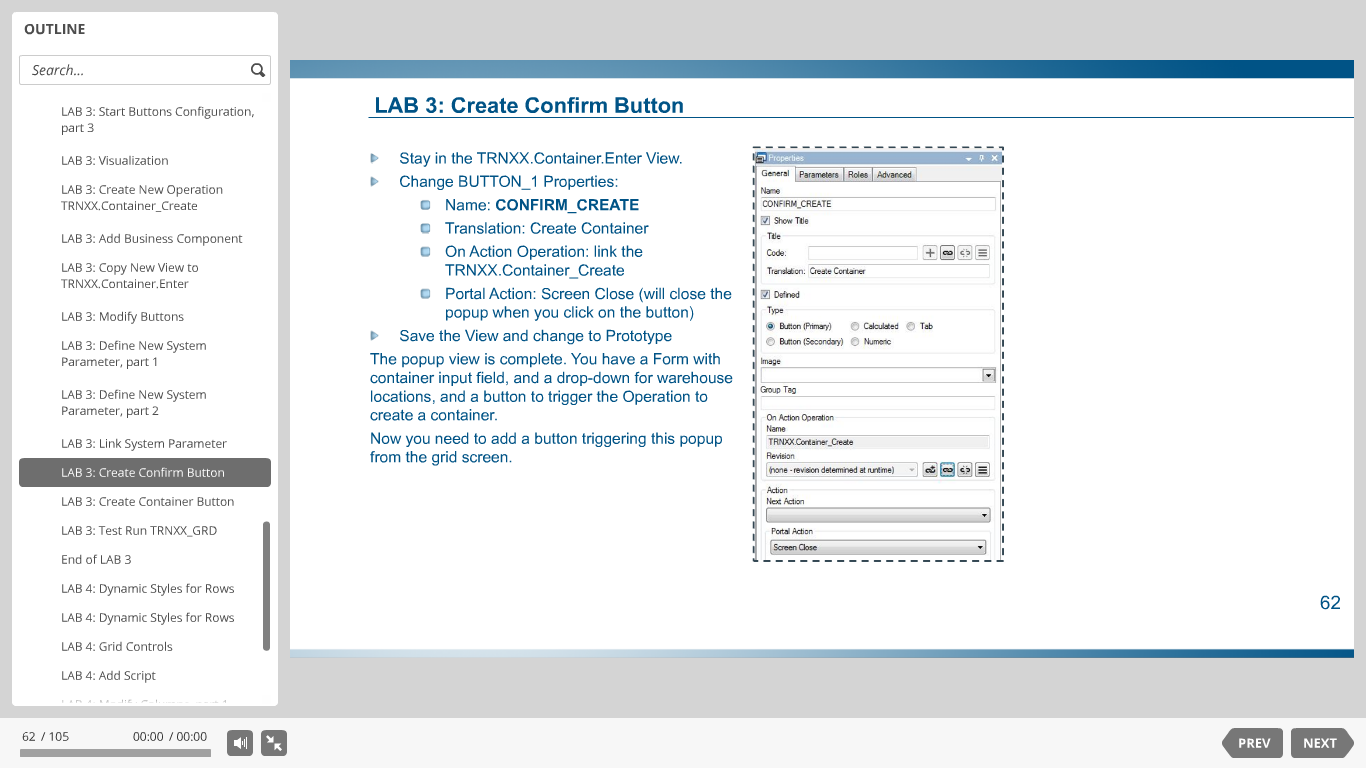 OUTLINE
Search...
LAB 3: Start Buttons Configuration,
part 3
LAB 3: Visualization
LAB 3: Create New Operation
TRNXX.Container_Create
LAB 3: Add Business Component
LAB 3: Copy New View to
TRNXX.Container.Enter
LAB 3: Modify Buttons
LAB 3: Define New System
Parameter, part 1
LAB 3: Define New System
Parameter, part 2
LAB 3: Link System Parameter
LAB 3: Create Confirm Button
LAB 3: Create Container Button
LAB 3: Test Run TRNXX_GRD
End of LAB 3
LAB 4: Dynamic Styles for Rows
LAB 4: Dynamic Styles for Rows
LAB 4: Grid Controls
LAB 4: Add Script
LAB 3: Create Confirm Button
Stay in the TRNXX.Container.Enter View.
Change BUTTON_1 Properties:
Name: CONFIRM_CREATE
Translation: Create Container
On Action Operation: link the
TRNXX.Container_Create
Portal Action: Screen Close (will close the
popup when you click on the button)
Save the View and change to Prototype
The popup view is complete. You have a Form with
container input field, and a drop-down for warehouse
locations, and a button to trigger the Operation to
create a container.
Now you need to add a button triggering this popup
from the grid screen.
Properties
General Parameters Roles Advanced
Name
CONFIRM_CREATE
Show Title
Title
Code:
Translation: Create Container
Defined
Type
Button (Primary) Calculated Tab
Button (Secondary) Numeric
Image
Group Tag
On Action Operation
Name
TRNXX.Container_Create
Revision
(none - revision determined at runtime)
Action
Next Action
Portal Action
Screen Close
62
62 / 105 00:00 / 00:00
PREV NEXT